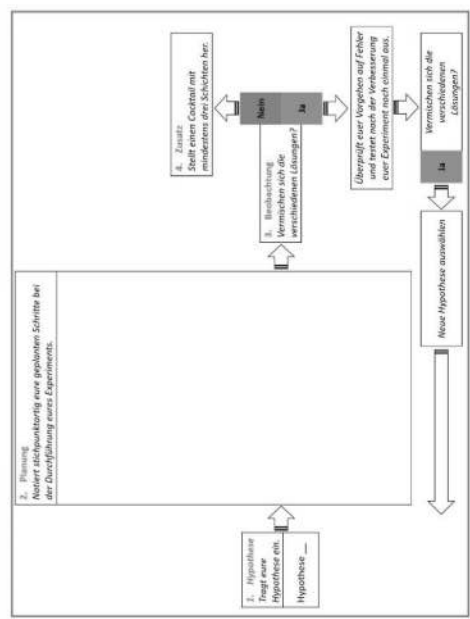 1. Hypothese
Tragt eure
Hypothese ein.
Hypothese __
2. Planung
Notiert stichpunktartig eure geplanten Schritte bei
der Durchführung eures Experiments.
3. Beobachtung
Vermischen sich die
verschiedenen Lösungen?
Nein
Ja
4. Zusatz
Stellt einen Cocktail mit
mindestens drei Schichten her.
Überprüft euer Vorgehen auf Fehler
und testet nach der Verbesserung
euer Experiment noch einmal aus.
Vermischen sich die
verschiedenen
Lösungen?
Ja
Neue Hypothese auswählen